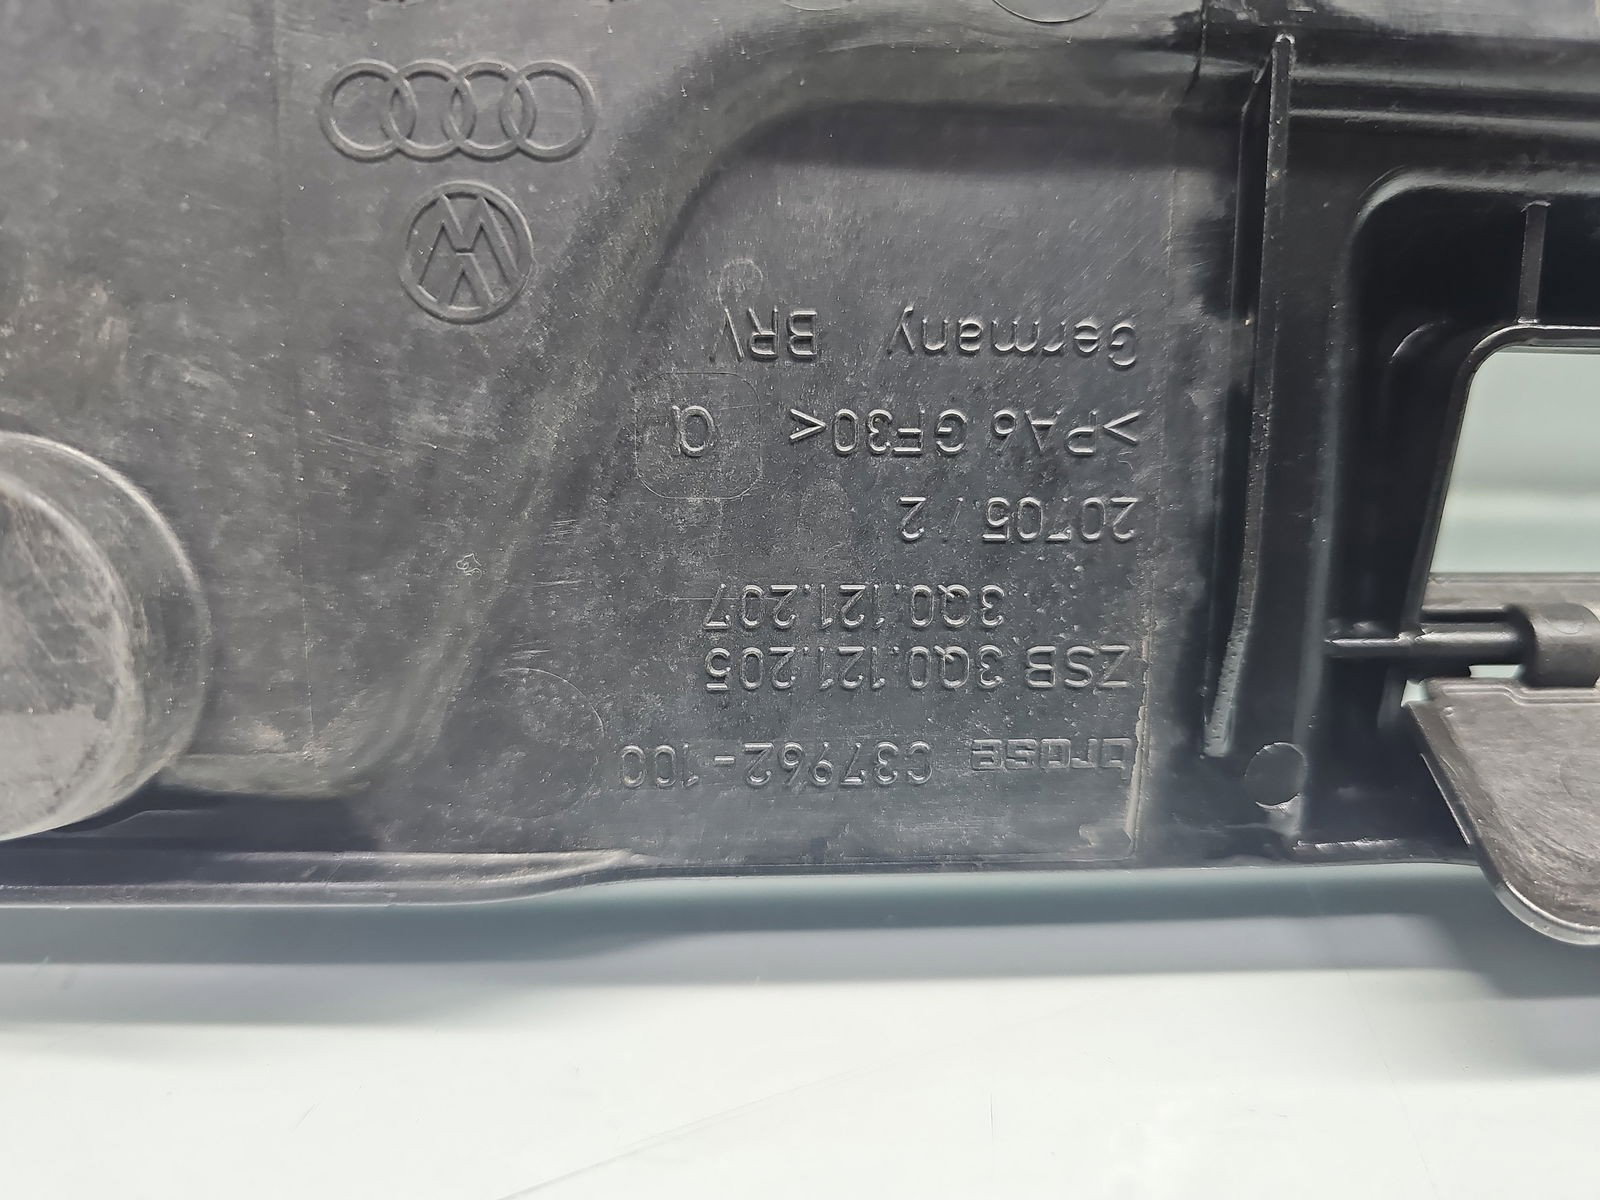 brose C37962-100
ZSB 3Q0.121.205
3Q0.121.207
20705 / 2
>PA6 GF30< Q
Germany BRV